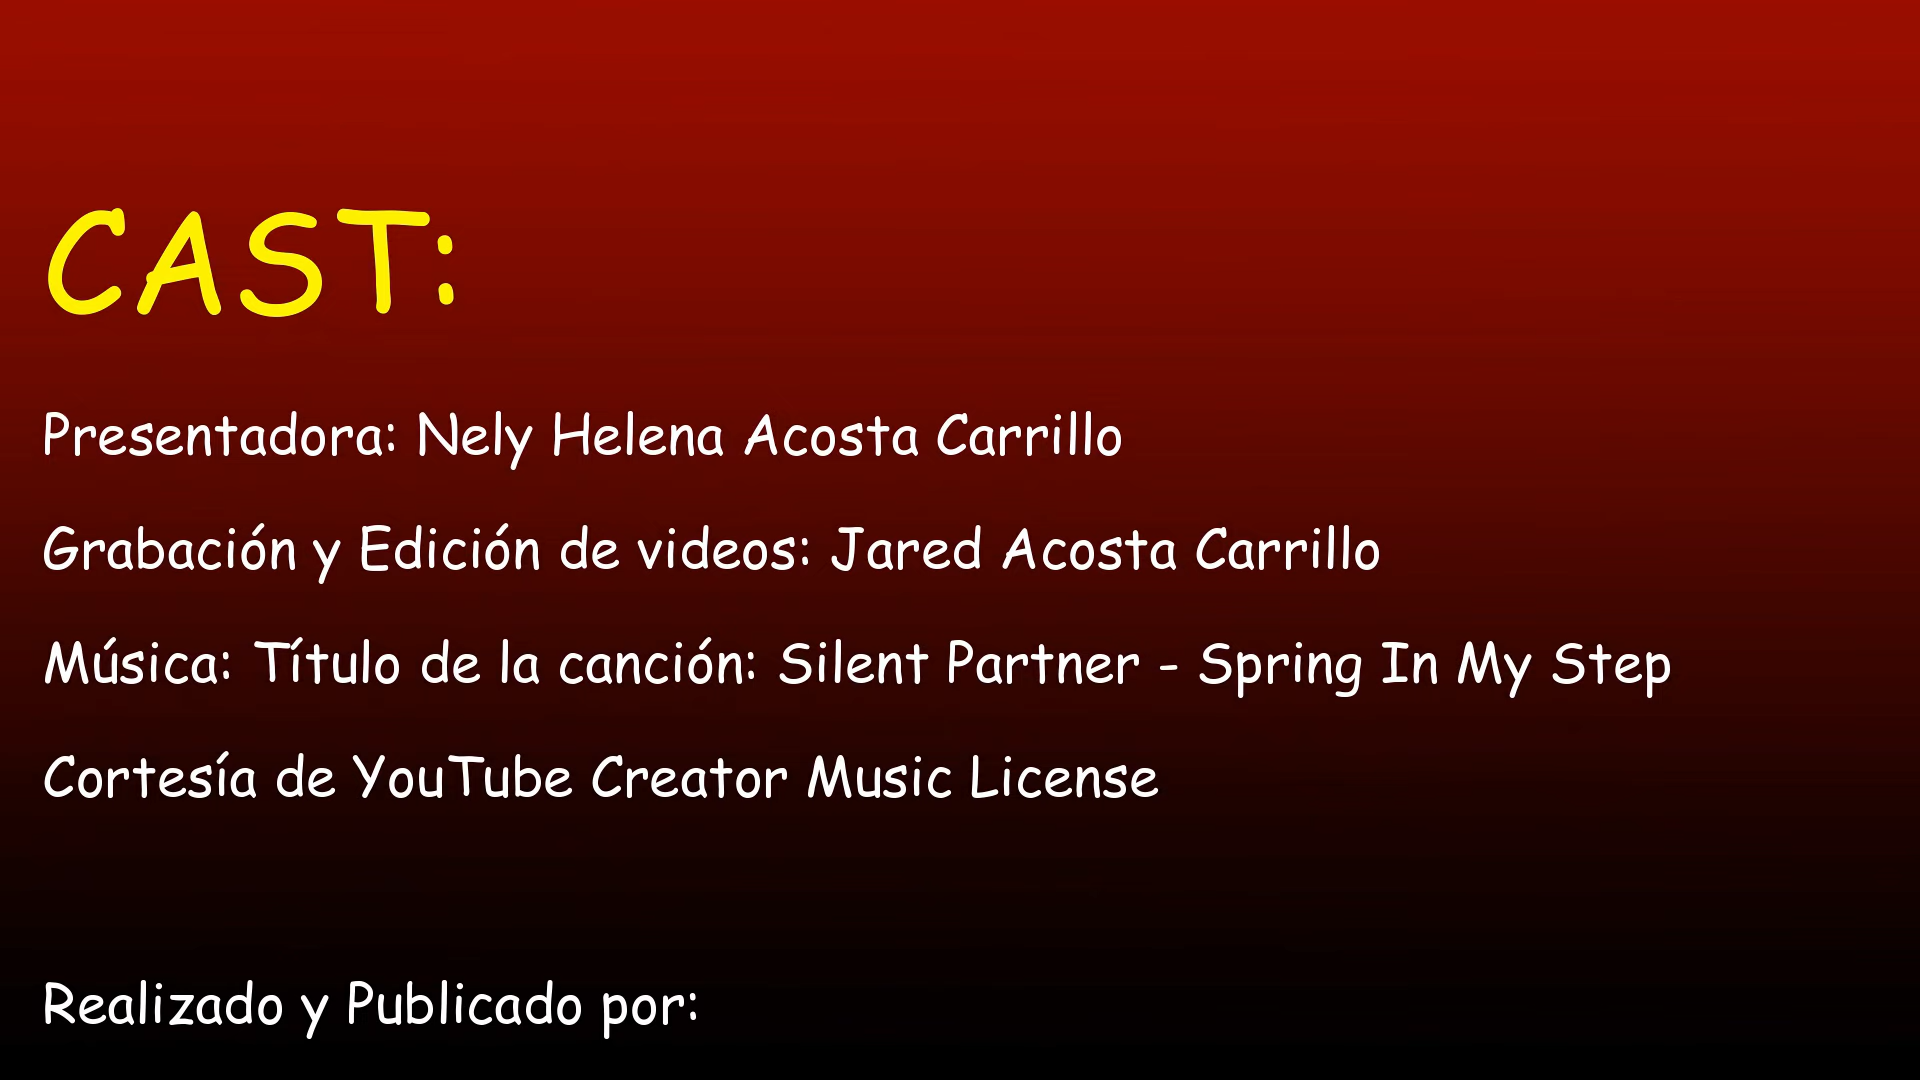 CAST:
Presentadora: Nely Helena Acosta Carrillo
Grabación y Edición de videos: Jared Acosta Carrillo
Música: Título de la canción: Silent Partner - Spring In My Step
Cortesía de YouTube Creator Music License
Realizado y Publicado por: